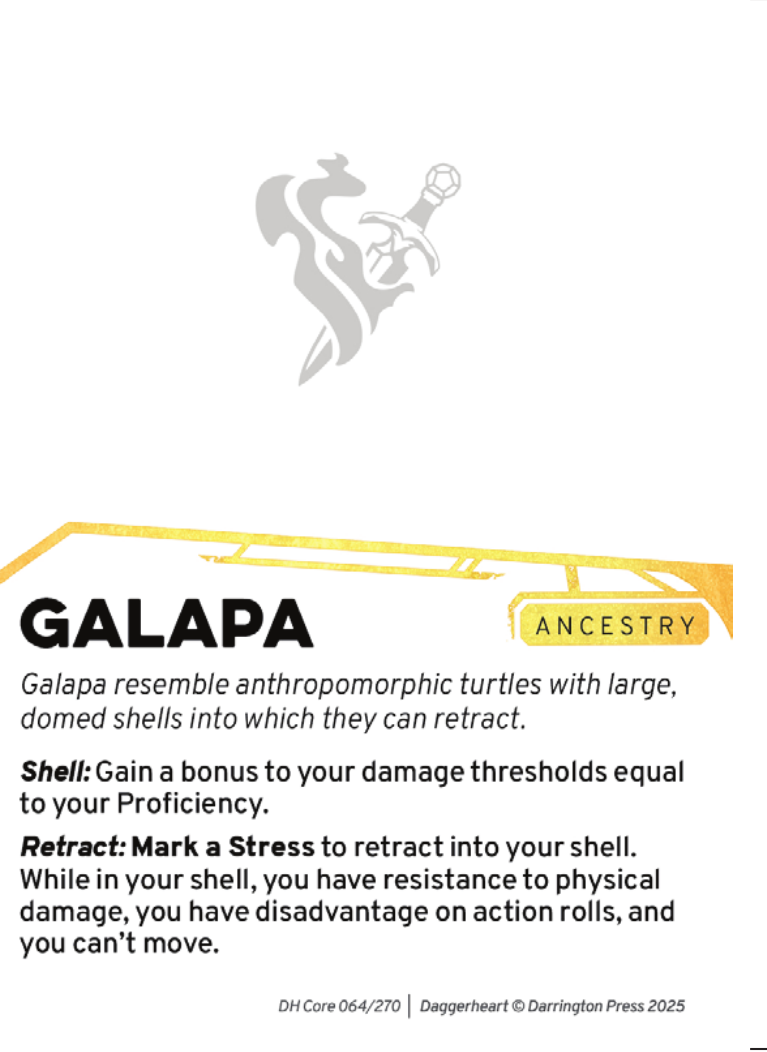 GALAPA
ANCESTRY
Galapa resemble anthropomorphic turtles with large,
domed shells into which they can retract.
Shell: Gain a bonus to your damage thresholds equal
to your Proficiency.
Retract: Mark a Stress to retract into your shell.
While in your shell, you have resistance to physical
damage, you have disadvantage on action rolls, and
you can’t move.
DH Core 064/270 | Daggerheart © Darrington Press 2025